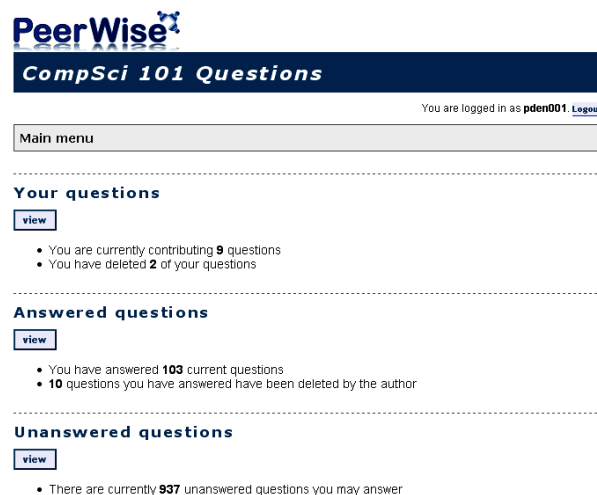 PeerWise
CompSci 101 Questions
You are logged in as pden001. Logou
Main menu
Your questions
view
• You are currently contributing 9 questions
• You have deleted 2 of your questions
Answered questions
view
• You have answered 103 current questions
• 10 questions you have answered have been deleted by the author
Unanswered questions
view
• There are currently 937 unanswered questions you may answer